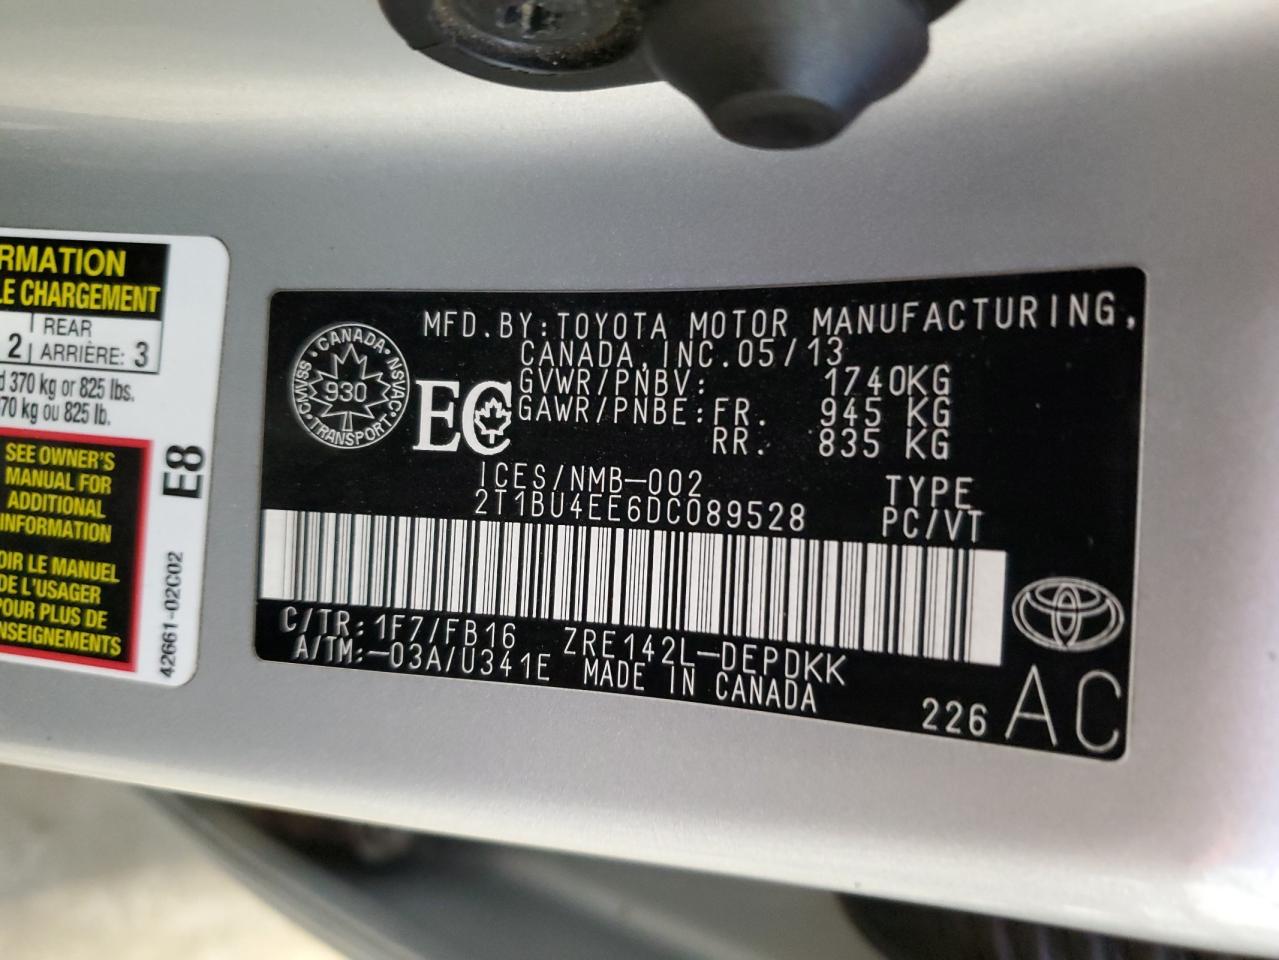 RMATION
LE CHARGEMENT
2 REAR
ARRIÈRE: 3
370 kg or 825 lbs.
70 kg ou 825 lb.
SEE OWNER'S
MANUAL FOR
ADDITIONAL
INFORMATION
OIR LE MANUEL
DE L'USAGER
POUR PLUS DE
NSEIGNEMENTS
E8
42661-02C02
CANADA · NSVAC · TRANSPORT · CMVSS
930
EC
MFD.BY:TOYOTA MOTOR MANUFACTURING,
CANADA,INC.05/13
GVWR/PNBV: 1740KG
GAWR/PNBE:FR. 945 KG
RR. 835 KG
ICES/NMB-002
2T1BU4EE6DC089528
TYPE
PC/VT
C/TR:1F7/FB16 ZRE142L-DEPDKK
A/TM:-03A/U341E MADE IN CANADA
226 AC